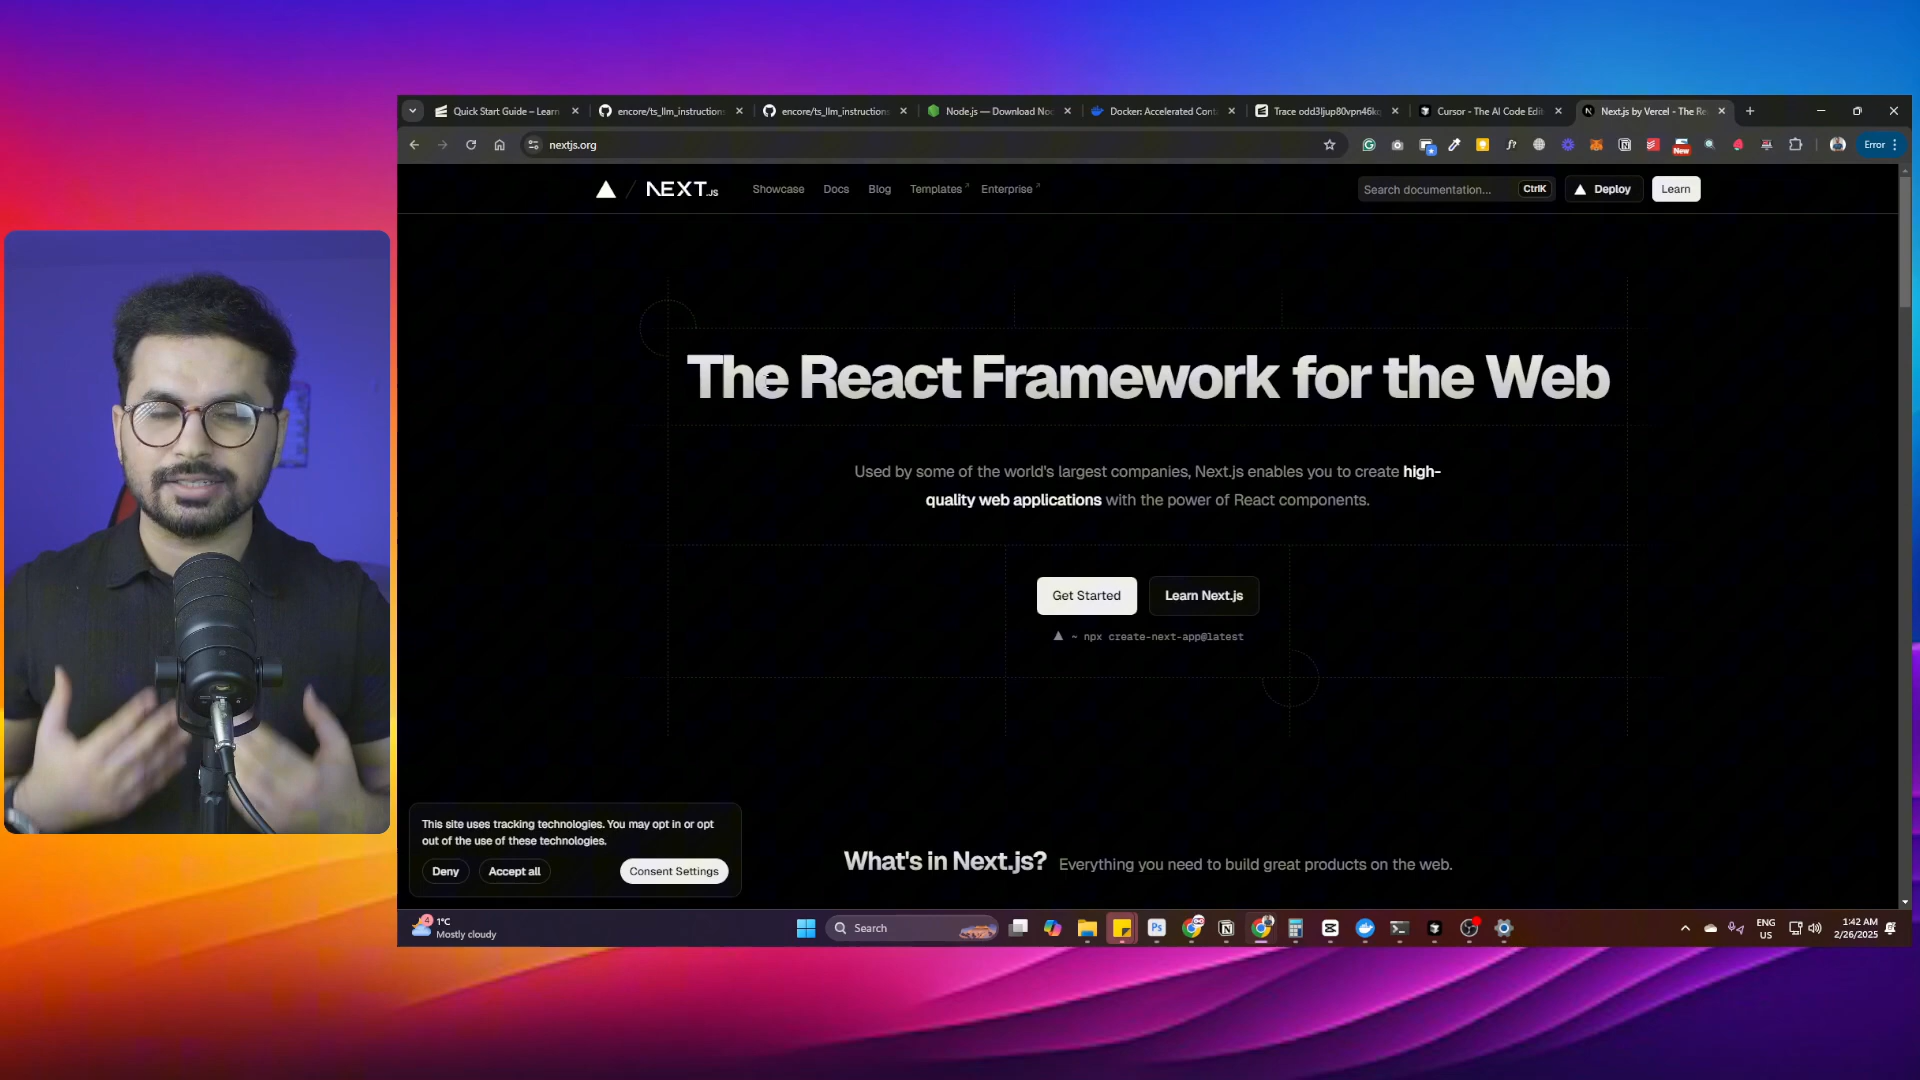 Quick Start Guide – Learn
encore/ts_llm_instruction
encore/ts_llm_instruction
Node.js — Download No
Docker: Accelerated Cont
Trace odd3ljup80vpn46k
Cursor - The AI Code Edit
Next.js by Vercel - The Re
nextjs.org
New
Error
NEXT.JS
Showcase
Docs
Blog
Templates
Enterprise
Search documentation...
CtrlK
Deploy
Learn
The React Framework for the Web
Used by some of the world's largest companies, Next.js enables you to create high-
quality web applications with the power of React components.
Get Started
Learn Next.js
~ npx create-next-app@latest
This site uses tracking technologies. You may opt in or opt
out of the use of these technologies.
Deny
Accept all
Consent Settings
What's in Next.js? Everything you need to build great products on the web.
4
1°C
Mostly cloudy
Search
Ps
ENG
US
1:42 AM
2/26/2025